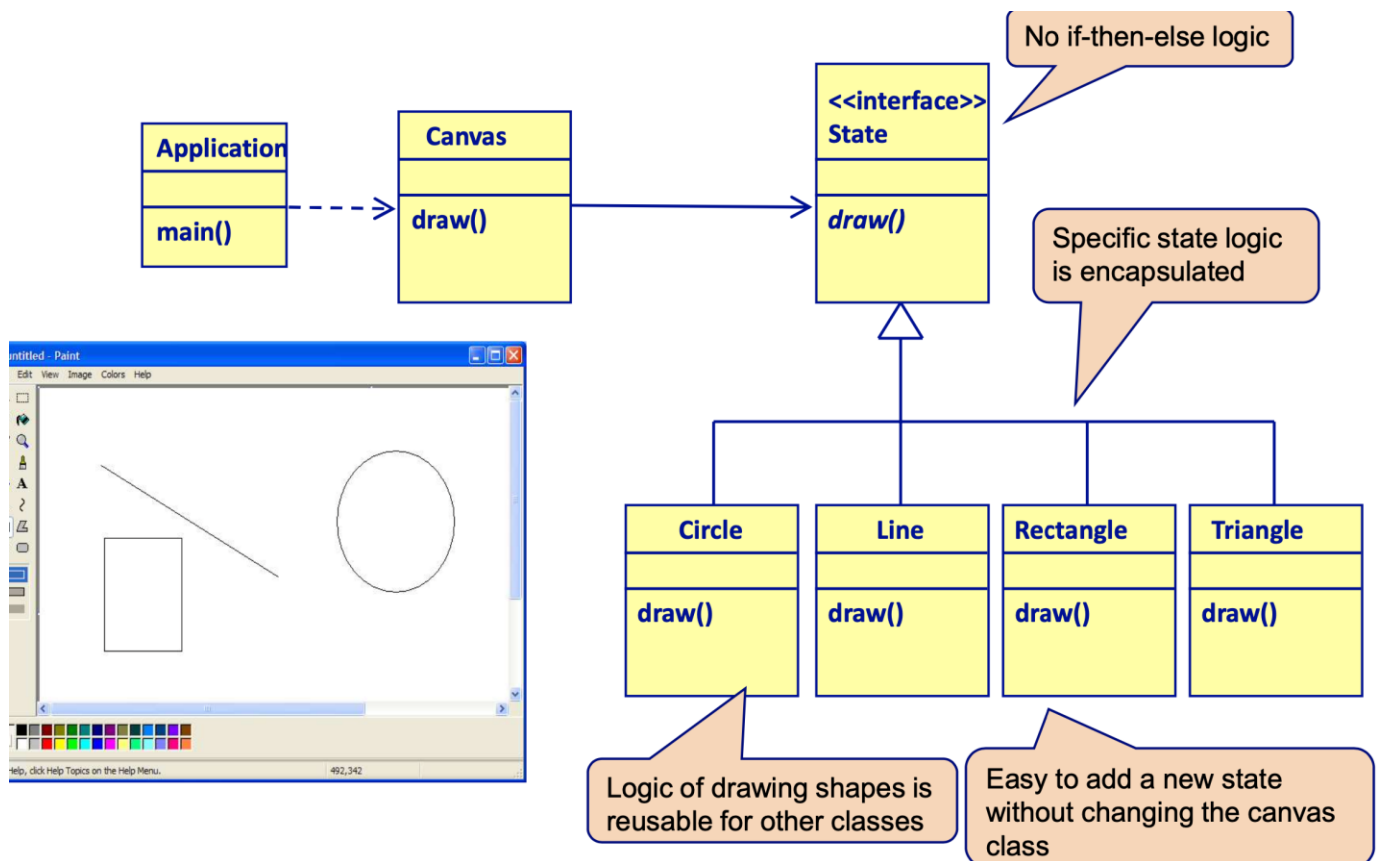 No if-then-else logic
<<interface>>
State
draw()
Application
main()
Canvas
draw()
Specific state logic
is encapsulated
untitled - Paint
Edit View Image Colors Help
A
Help, click Help Topics on the Help Menu.
492,342
Circle
draw()
Line
draw()
Rectangle
draw()
Triangle
draw()
Logic of drawing shapes is
reusable for other classes
Easy to add a new state
without changing the canvas
class